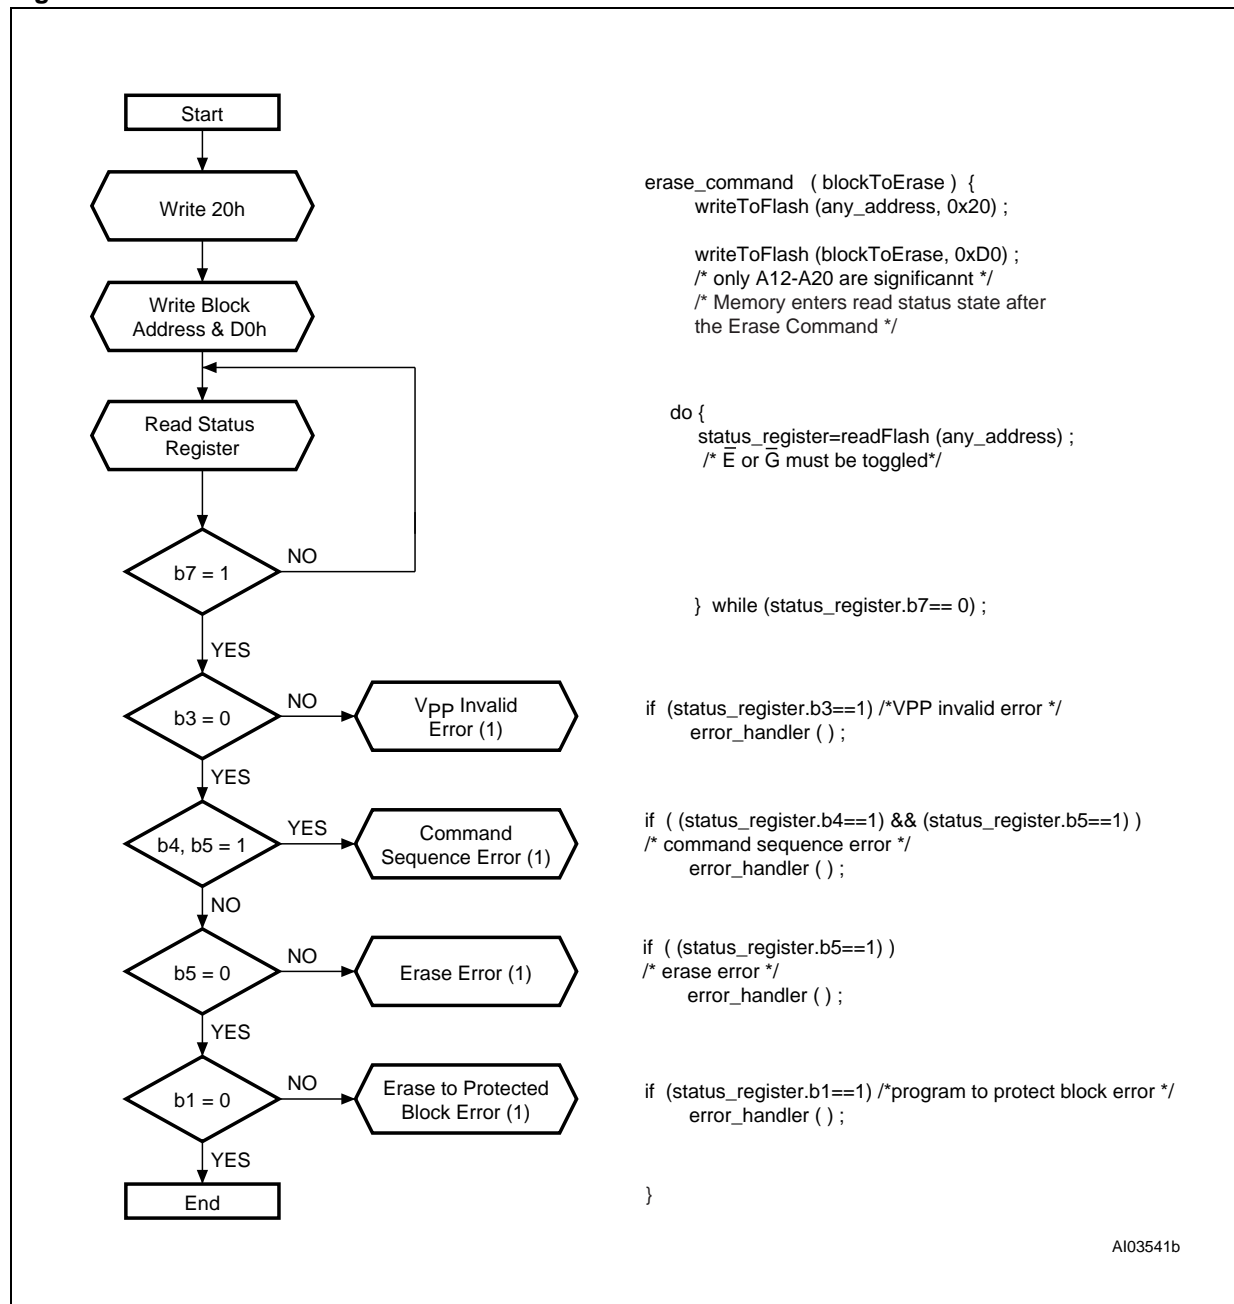 Start
Write 20h
Write Block
Address & D0h
Read Status
Register
b7 = 1
NO
YES
b3 = 0
NO
VPP Invalid
Error (1)
YES
b4, b5 = 1
YES
Command
Sequence Error (1)
NO
b5 = 0
NO
Erase Error (1)
YES
b1 = 0
NO
Erase to Protected
Block Error (1)
YES
End
erase_command ( blockToErase ) {
writeToFlash (any_address, 0x20) ;
writeToFlash (blockToErase, 0xD0) ;
/* only A12-A20 are significannt */
/* Memory enters read status state after
the Erase Command */
do {
status_register=readFlash (any_address) ;
/* E̅ or G̅ must be toggled*/
} while (status_register.b7== 0) ;
if (status_register.b3==1) /*VPP invalid error */
error_handler ( ) ;
if ( (status_register.b4==1) && (status_register.b5==1) )
/* command sequence error */
error_handler ( ) ;
if ( (status_register.b5==1) )
/* erase error */
error_handler ( ) ;
if (status_register.b1==1) /*program to protect block error */
error_handler ( ) ;
}
AI03541b